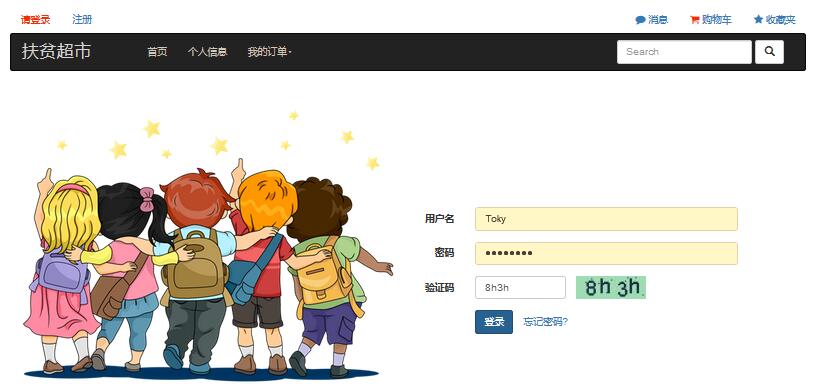 请登录 注册 消息 购物车 收藏夹
扶贫超市 首页 个人信息 我的订单 Search
用户名 Toky
密码 ••••••••
验证码 8h3h 8h3h
登录 忘记密码?